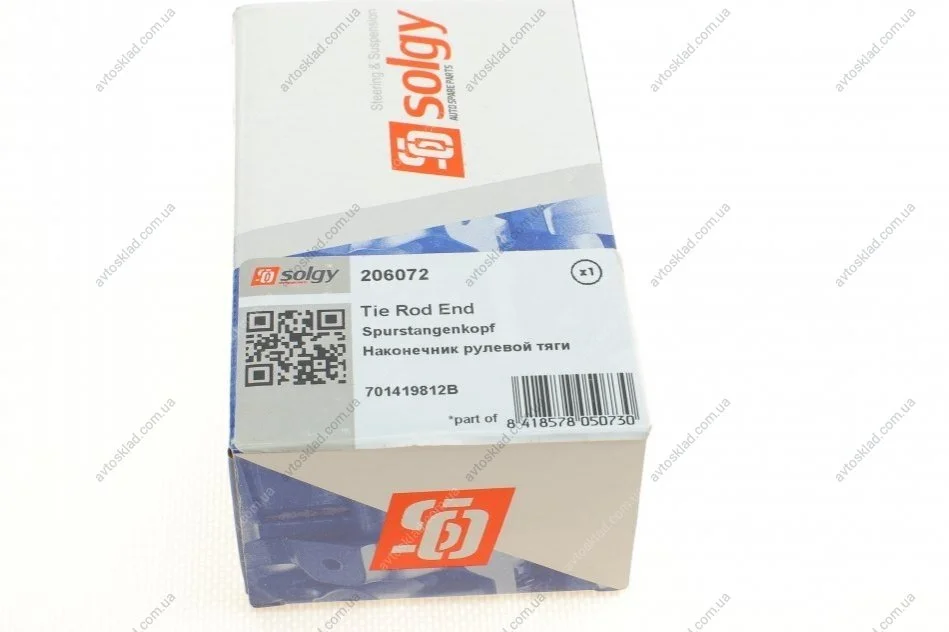 Steering & Suspension
solgy
AUTO SPARE PARTS
solgy
206072
x1
Tie Rod End
Spurstangenkopf
Наконечник рулевой тяги
701419812B
*part of
8 418578 050730
avtosklad.com.ua